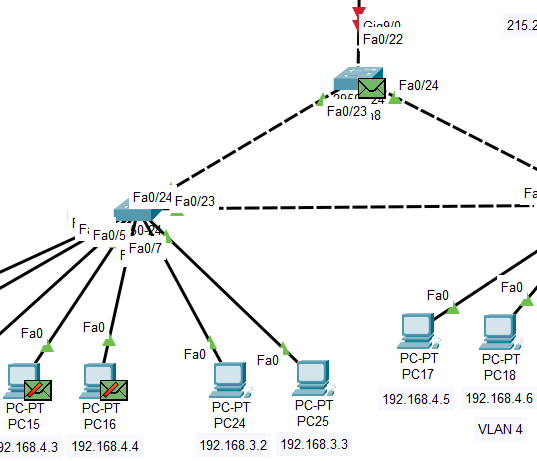 Gig9/0
Fa0/22
215.2
Fa0/24
Fa0/23
Fa0/24
Fa0/23
Fa
Fa0/5
Fa0/7
Fa0
Fa0
Fa0
Fa0
Fa0
Fa0
PC-PT
PC17
PC-PT
PC18
192.168.4.5
192.168.4.6
PC-PT
PC15
PC-PT
PC16
PC-PT
PC24
PC-PT
PC25
VLAN 4
92.168.4.3
192.168.4.4
192.168.3.2
192.168.3.3